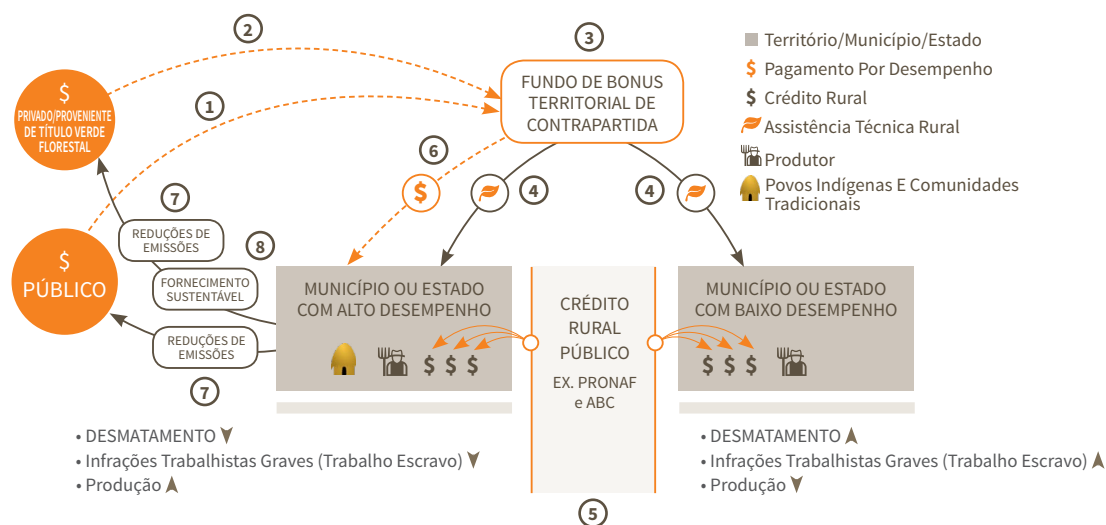 2
3
1
$
PRIVADO/PROVENIENTE
DE TÍTULO VERDE
FLORESTAL
FUNDO DE BONUS
TERRITORIAL DE
CONTRAPARTIDA
Território/Município/Estado
$ Pagamento Por Desempenho
$ Crédito Rural
Assistência Técnica Rural
Produtor
Povos Indígenas E Comunidades
Tradicionais
6
$
4
4
7
REDUÇÕES DE
EMISSÕES
8
FORNECIMENTO
SUSTENTÁVEL
$
PÚBLICO
REDUÇÕES
DE EMISSÕES
7
MUNICÍPIO OU ESTADO
COM ALTO DESEMPENHO
$ $ $
CRÉDITO
RURAL
PÚBLICO
EX. PRONAF
e ABC
MUNICÍPIO OU ESTADO
COM BAIXO DESEMPENHO
$ $ $
• DESMATAMENTO
• Infrações Trabalhistas Graves (Trabalho Escravo)
• Produção
• DESMATAMENTO
• Infrações Trabalhistas Graves (Trabalho Escravo)
• Produção
5